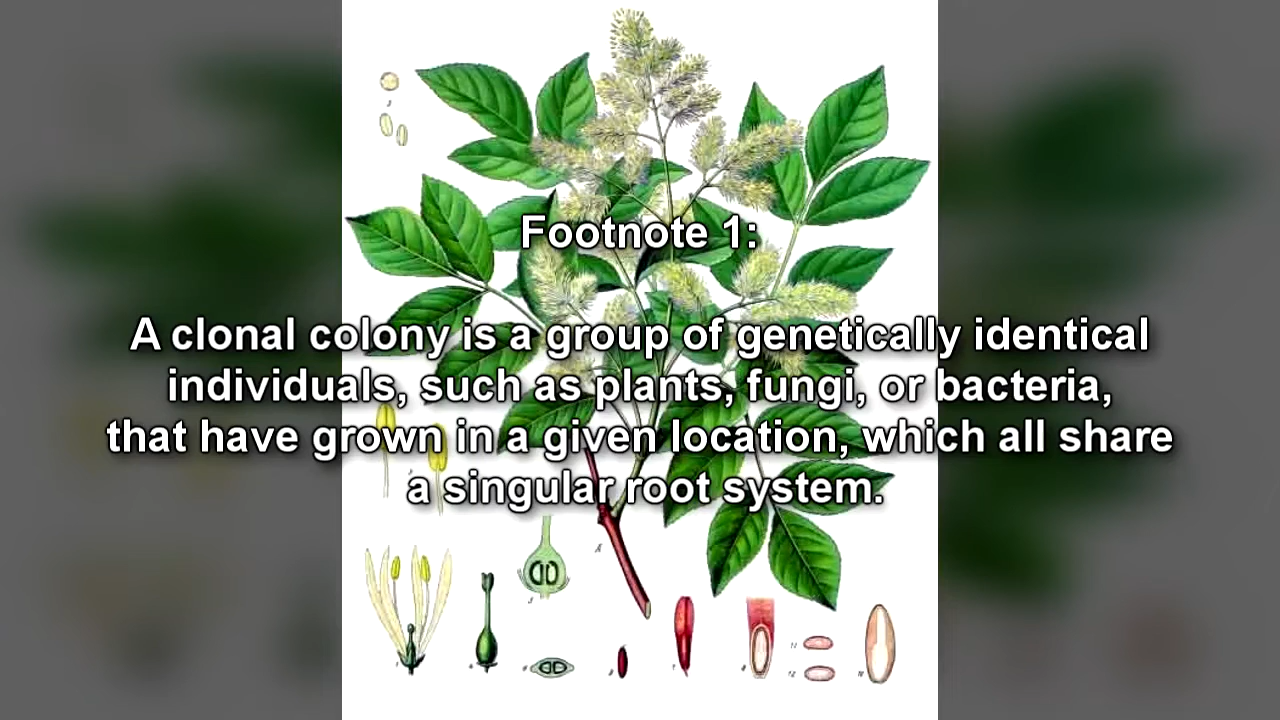 Footnote 1:
A clonal colony is a group of genetically identical
individuals, such as plants, fungi, or bacteria,
that have grown in a given location, which all share
a singular root system.